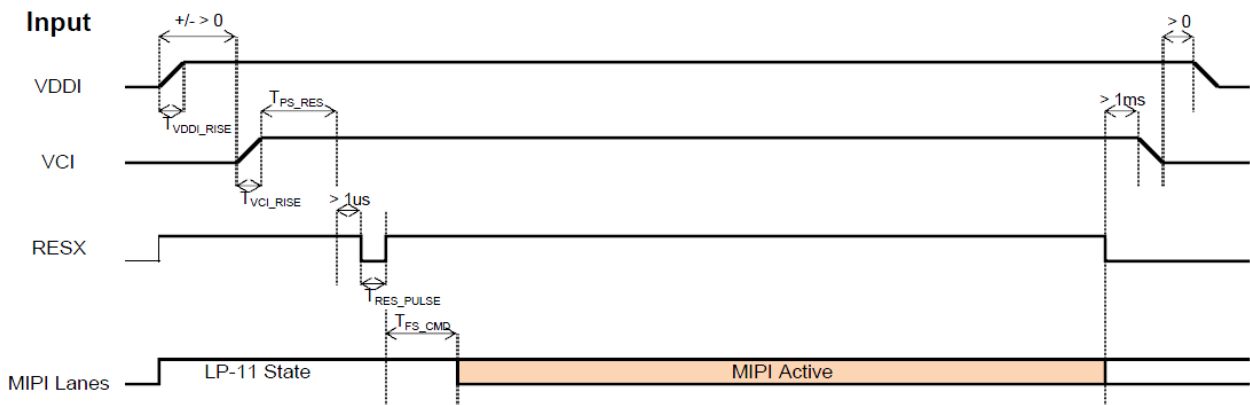 Input
+/- > 0
> 0
VDDI
T_PS_RES
> 1ms
T_VDDI_RISE
VCI
T_VCI_RISE
> 1us
RESX
T_RES_PULSE
T_FS_CMD
LP-11 State
MIPI Active
MIPI Lanes